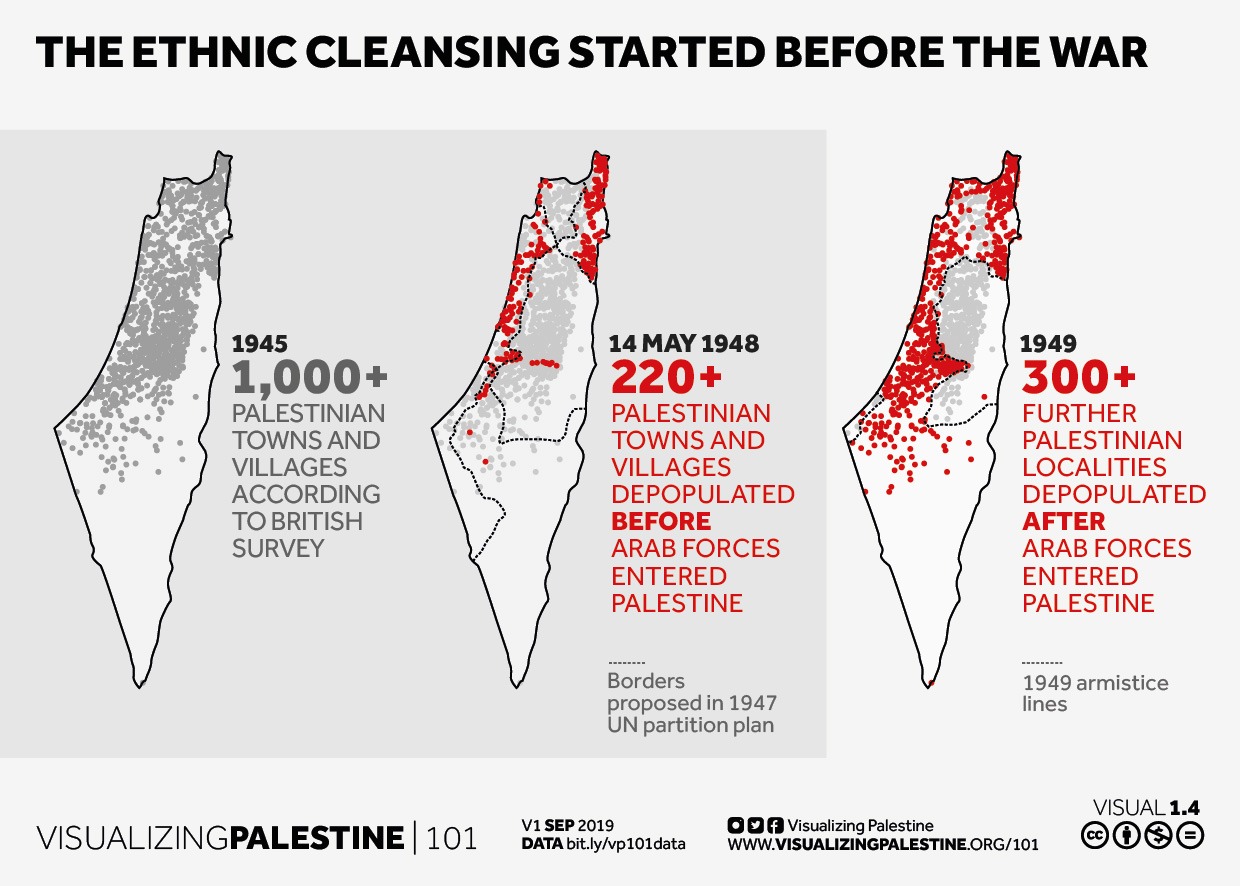 THE ETHNIC CLEANSING STARTED BEFORE THE WAR
1945
1,000+
PALESTINIAN
TOWNS AND
VILLAGES
ACCORDING
TO BRITISH
SURVEY
14 MAY 1948
220+
PALESTINIAN
TOWNS AND
VILLAGES
DEPOPULATED
BEFORE
ARAB FORCES
ENTERED
PALESTINE
Borders
proposed in 1947
UN partition plan
1949
300+
FURTHER
PALESTINIAN
LOCALITIES
DEPOPULATED
AFTER
ARAB FORCES
ENTERED
PALESTINE
1949 armistice
lines
VISUALIZINGPALESTINE | 101
V1 SEP 2019
DATA bit.ly/vp101data
Visualizing Palestine
WWW.VISUALIZINGPALESTINE.ORG/101
VISUAL 1.4
cc